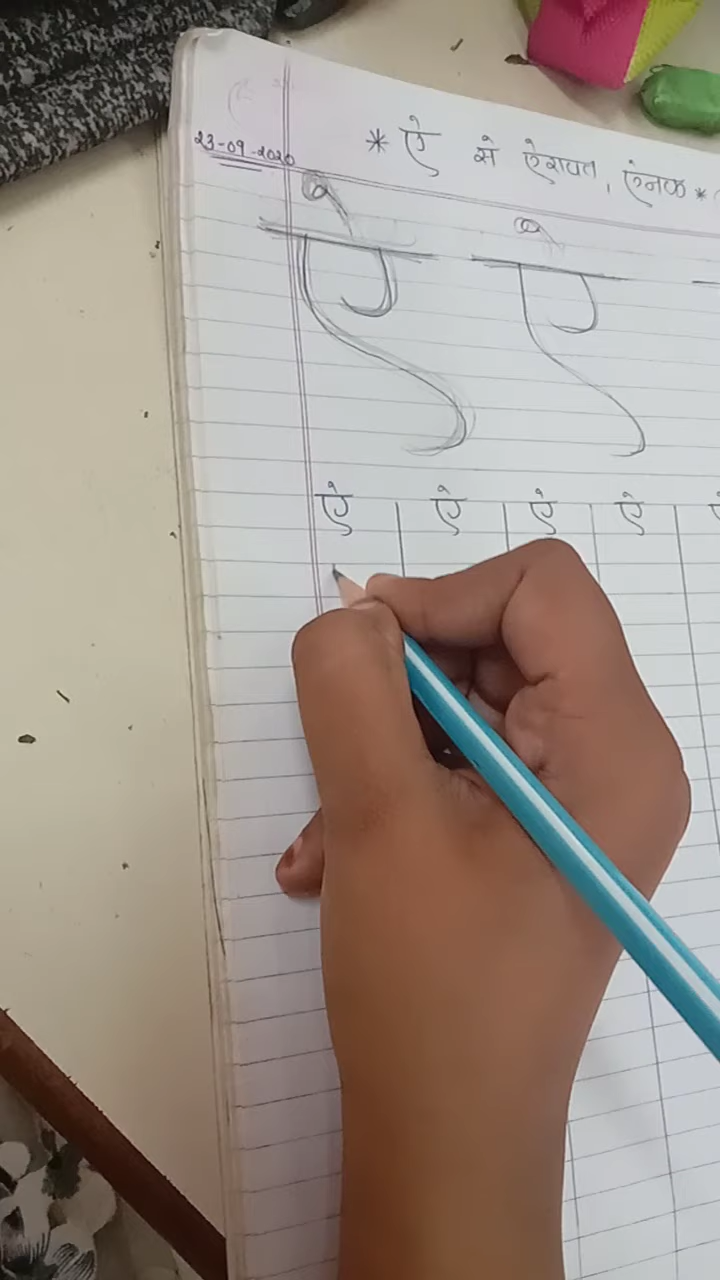 23-09-2020
* ऐ से ऐरावत, ऐनक *
ऐ ऐ
ऐ ऐ ऐ ऐ